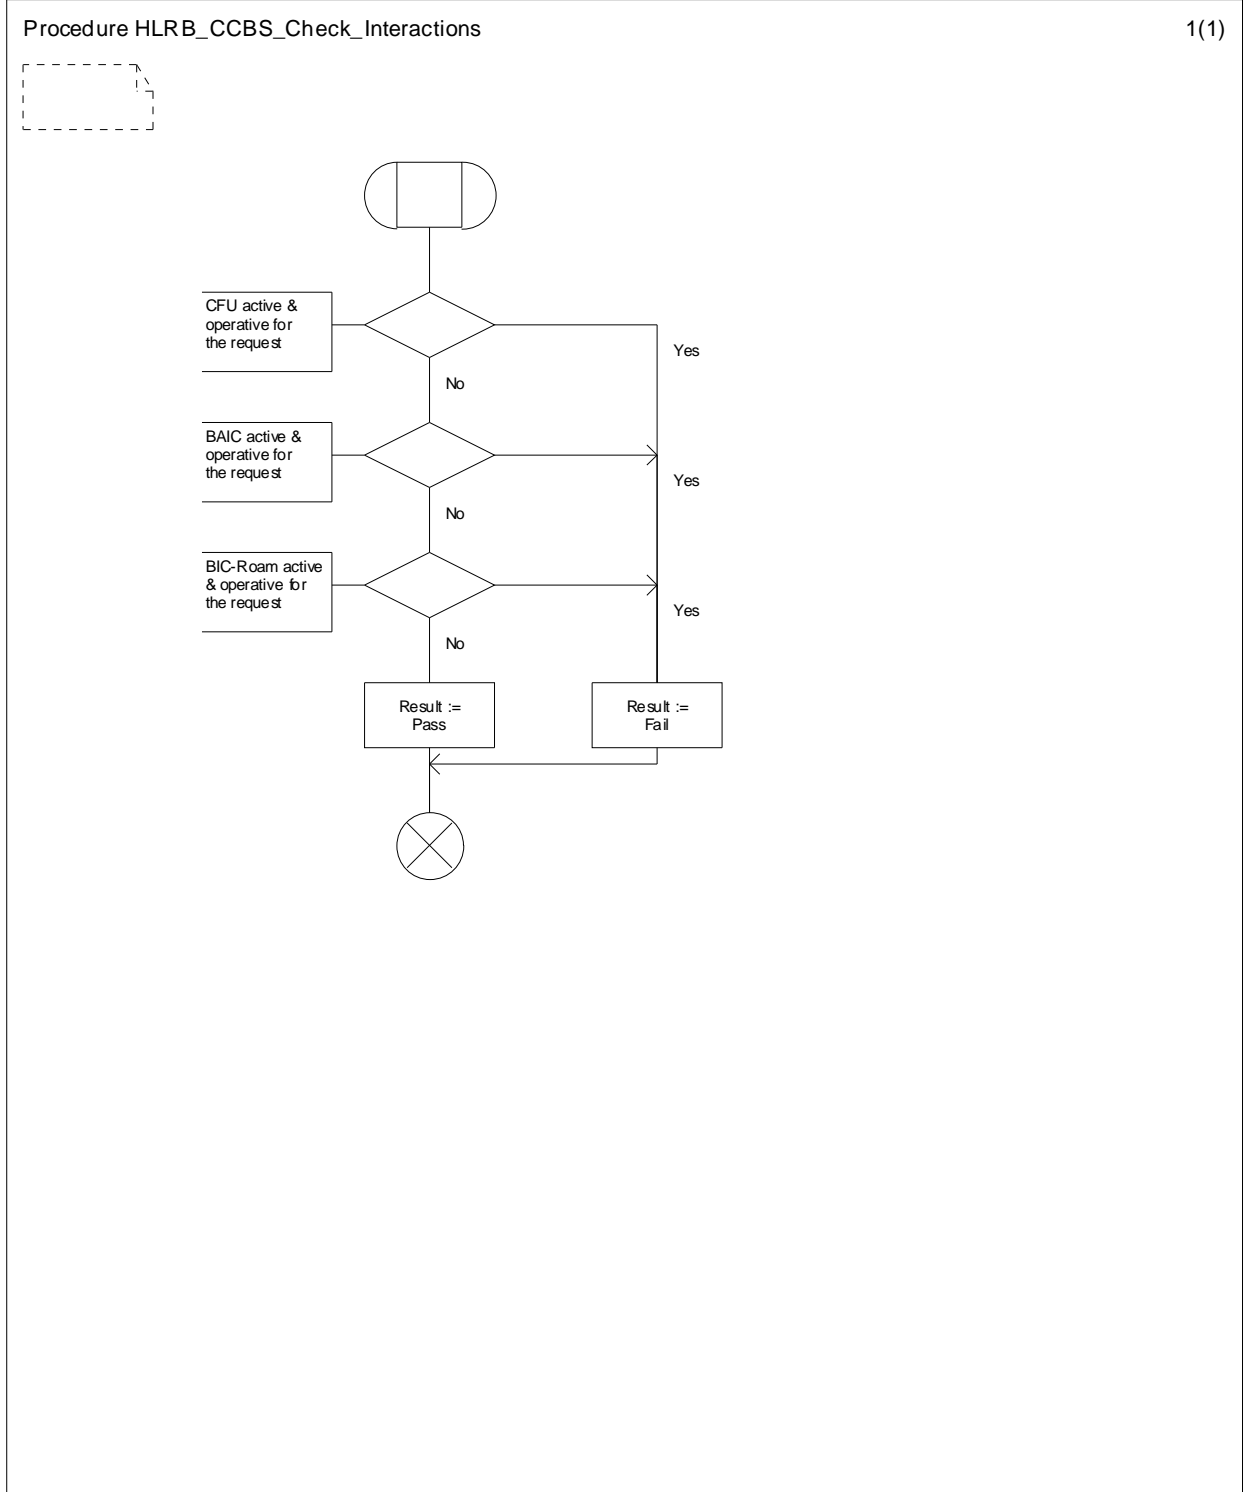 Procedure HLRB_CCBS_Check_Interactions
1(1)
CFU active &
operative for
the request
Yes
No
BAIC active &
operative for
the request
Yes
No
BIC-Roam active
& operative for
the request
Yes
No
Result :=
Pass
Result :=
Fail